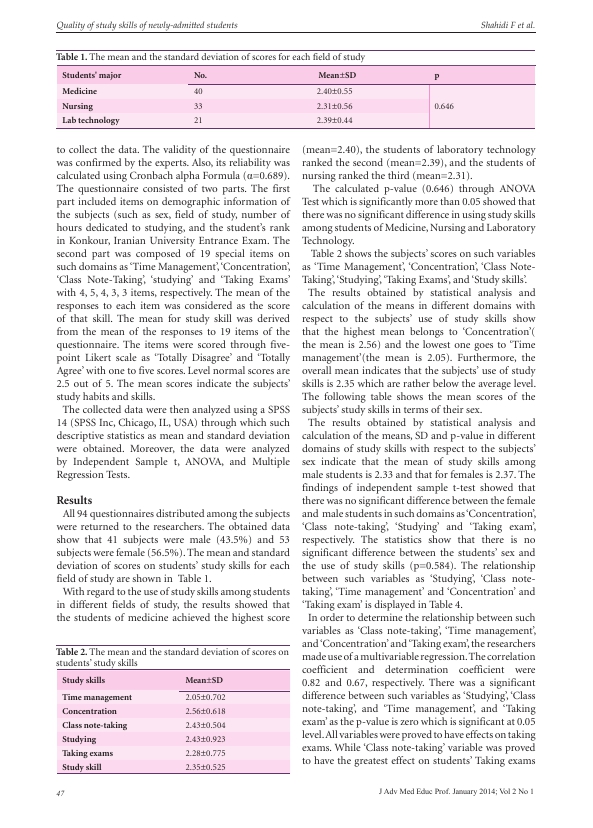 Quality of study skills of newly-admitted students
Shahidi F et al.
Table 1. The mean and the standard deviation of scores for each field of study
Students' major No. Mean±SD p
Medicine 40 2.40±0.55
Nursing 33 2.31±0.56 0.646
Lab technology 21 2.39±0.44
to collect the data. The validity of the questionnaire
was confirmed by the experts. Also, its reliability was
calculated using Cronbach alpha Formula (α=0.689).
The questionnaire consisted of two parts. The first
part included items on demographic information of
the subjects (such as sex, field of study, number of
hours dedicated to studying, and the student's rank
in Konkour, Iranian University Entrance Exam. The
second part was composed of 19 special items on
such domains as 'Time Management', 'Concentration',
'Class Note-Taking', 'studying' and 'Taking Exams'
with 4, 5, 4, 3, 3 items, respectively. The mean of the
responses to each item was considered as the score
of that skill. The mean for study skill was derived
from the mean of the responses to 19 items of the
questionnaire. The items were scored through five-
point Likert scale as 'Totally Disagree' and 'Totally
Agree' with one to five scores. Level normal scores are
2.5 out of 5. The mean scores indicate the subjects'
study habits and skills.
The collected data were then analyzed using a SPSS
14 (SPSS Inc, Chicago, IL, USA) through which such
descriptive statistics as mean and standard deviation
were obtained. Moreover, the data were analyzed
by Independent Sample t, ANOVA, and Multiple
Regression Tests.
Results
All 94 questionnaires distributed among the subjects
were returned to the researchers. The obtained data
show that 41 subjects were male (43.5%) and 53
subjects were female (56.5%). The mean and standard
deviation of scores on students' study skills for each
field of study are shown in Table 1.
With regard to the use of study skills among students
in different fields of study, the results showed that
the students of medicine achieved the highest score
Table 2. The mean and the standard deviation of scores on
students' study skills
Study skills Mean±SD
Time management 2.05±0.702
Concentration 2.56±0.618
Class note-taking 2.43±0.504
Studying 2.43±0.923
Taking exams 2.28±0.775
Study skill 2.35±0.525
(mean=2.40), the students of laboratory technology
ranked the second (mean=2.39), and the students of
nursing ranked the third (mean=2.31).
The calculated p-value (0.646) through ANOVA
Test which is significantly more than 0.05 showed that
there was no significant difference in using study skills
among students of Medicine, Nursing and Laboratory
Technology.
Table 2 shows the subjects' scores on such variables
as 'Time Management', 'Concentration', 'Class Note-
Taking', 'Studying', 'Taking Exams', and 'Study skills'.
The results obtained by statistical analysis and
calculation of the means in different domains with
respect to the subjects' use of study skills show
that the highest mean belongs to 'Concentration'(
the mean is 2.56) and the lowest one goes to 'Time
management'(the mean is 2.05). Furthermore, the
overall mean indicates that the subjects' use of study
skills is 2.35 which are rather below the average level.
The following table shows the mean scores of the
subjects' study skills in terms of their sex.
The results obtained by statistical analysis and
calculation of the means, SD and p-value in different
domains of study skills with respect to the subjects'
sex indicate that the mean of study skills among
male students is 2.33 and that for females is 2.37. The
findings of independent sample t-test showed that
there was no significant difference between the female
and male students in such domains as 'Concentration',
'Class note-taking', 'Studying' and 'Taking exam',
respectively. The statistics show that there is no
significant difference between the students' sex and
the use of study skills (p=0.584). The relationship
between such variables as 'Studying', 'Class note-
taking', 'Time management' and 'Concentration' and
'Taking exam' is displayed in Table 4.
In order to determine the relationship between such
variables as 'Class note-taking', 'Time management',
and 'Concentration' and 'Taking exam', the researchers
made use of a multivariable regression. The correlation
coefficient and determination coefficient were
0.82 and 0.67, respectively. There was a significant
difference between such variables as 'Studying', 'Class
note-taking', and 'Time management', and 'Taking
exam' as the p-value is zero which is significant at 0.05
level. All variables were proved to have effects on taking
exams. While 'Class note-taking' variable was proved
to have the greatest effect on students' Taking exams
47
J Adv Med Educ Prof. January 2014; Vol 2 No 1